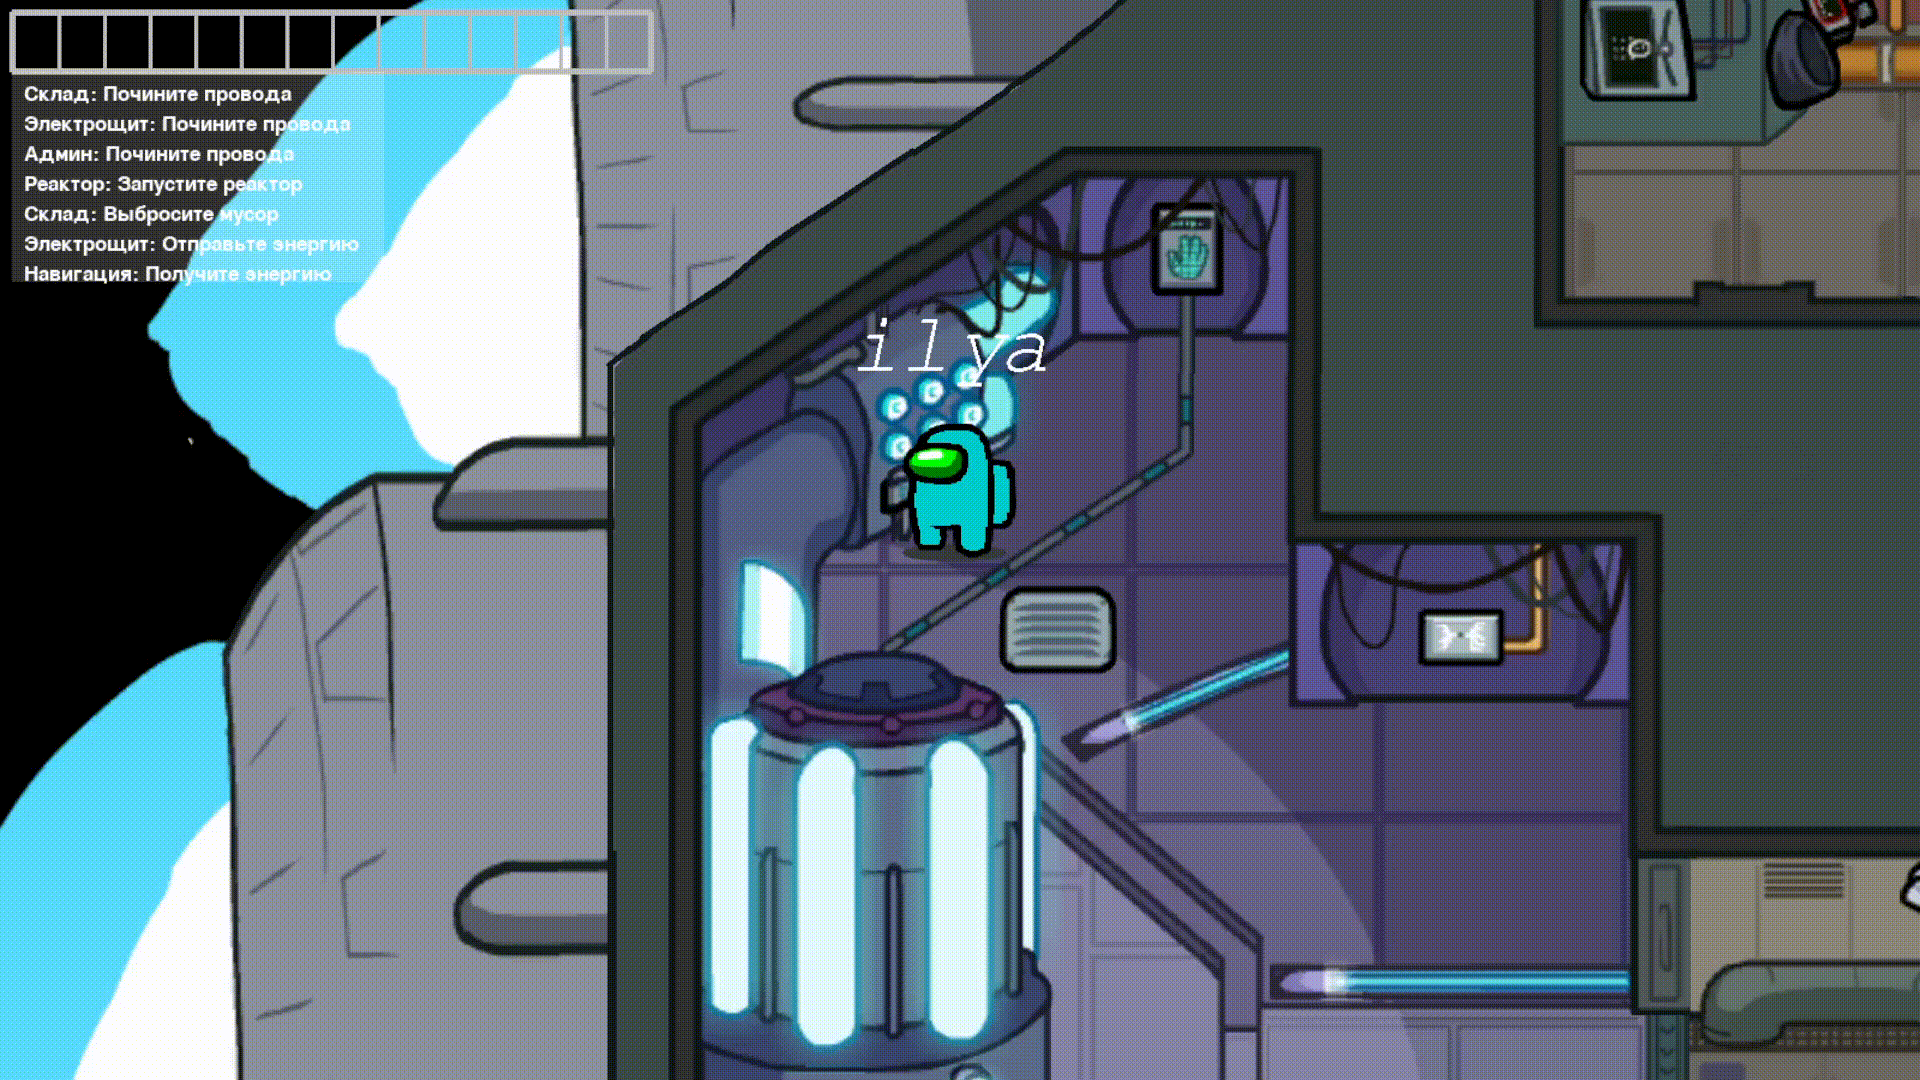 Склад: Почините провода
Электрощит: Почините провода
Админ: Почините провода
Реактор: Запустите реактор
Склад: Выбросите мусор
Электрощит: Отправьте энергию
Навигация: Получите энергию
ilya